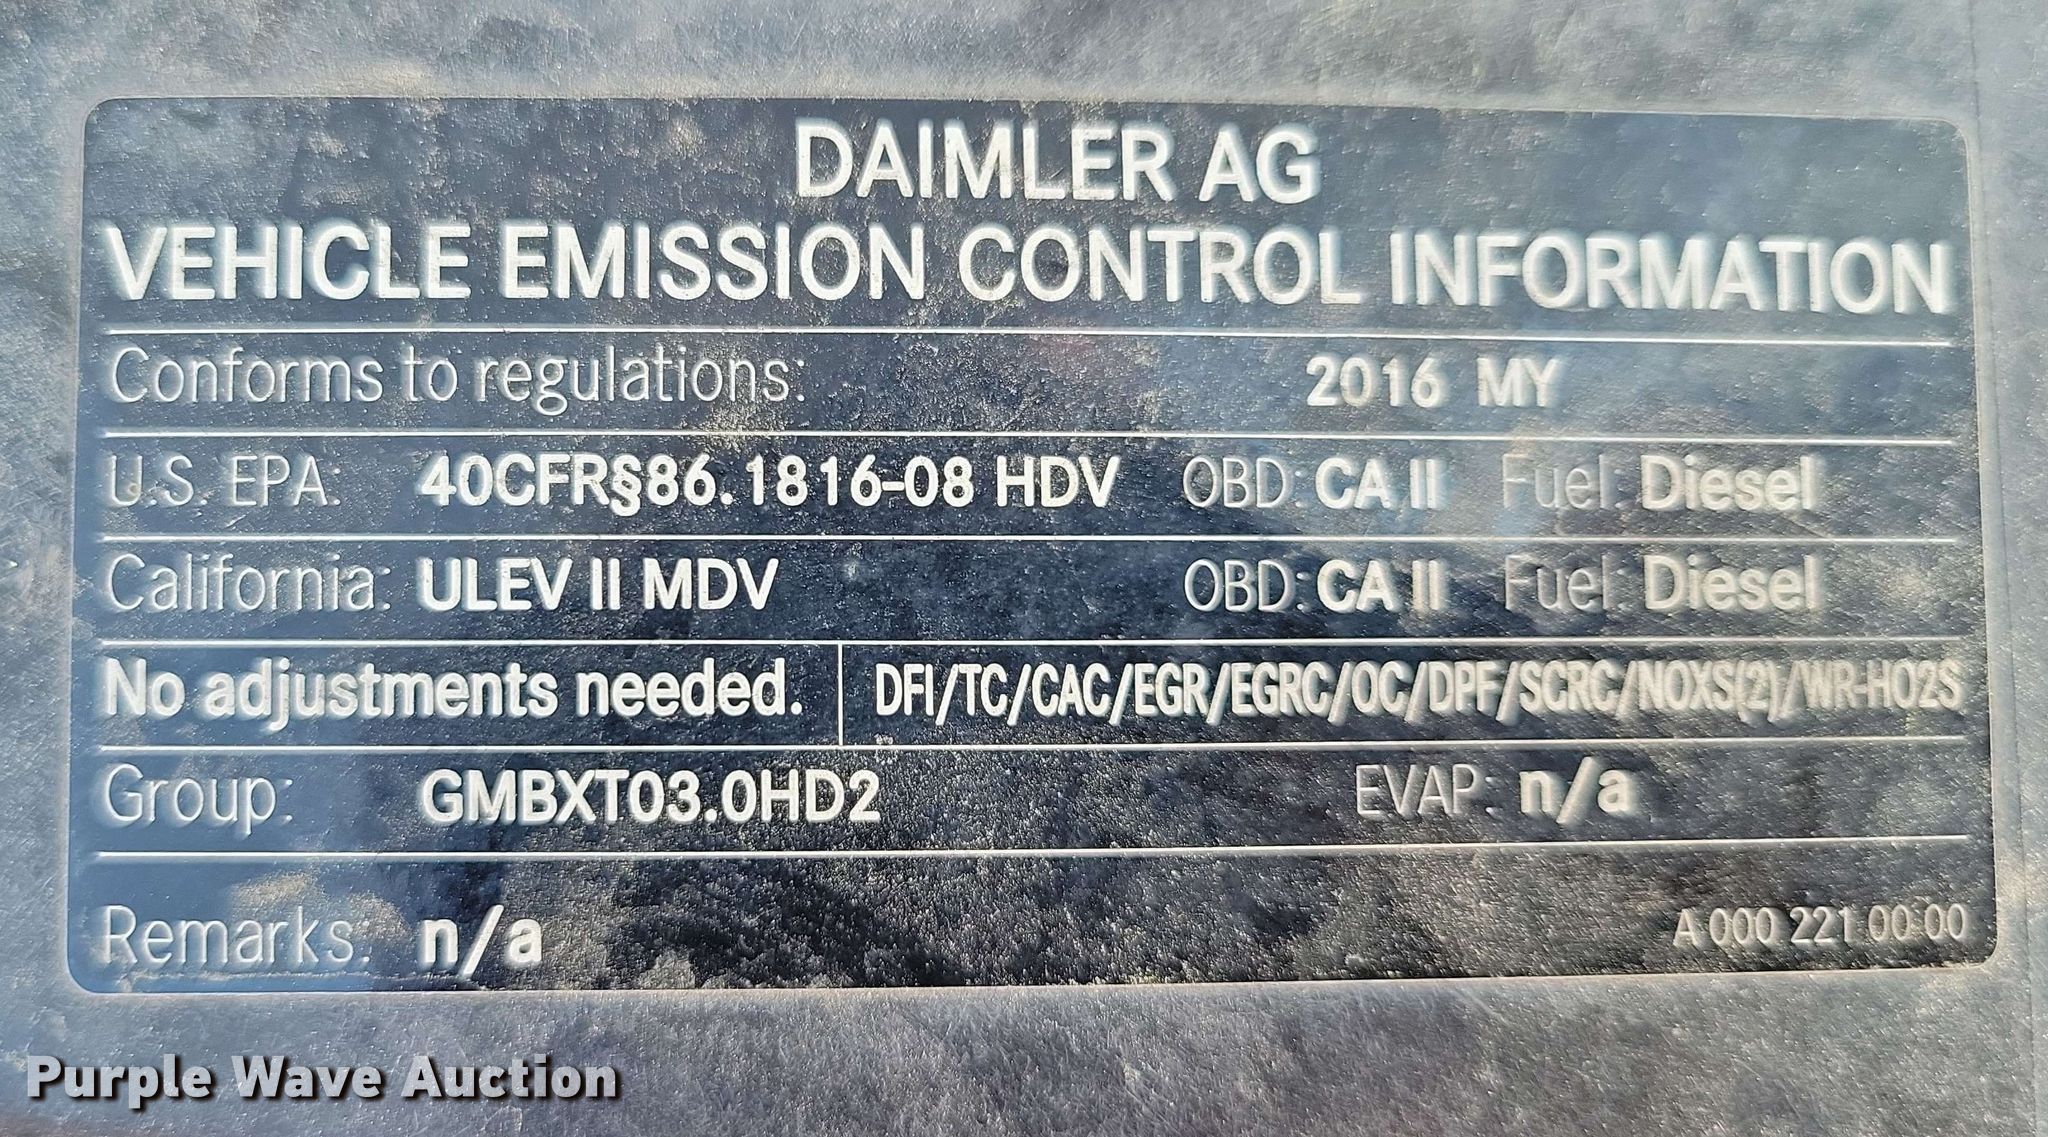 DAIMLER AG
VEHICLE EMISSION CONTROL INFORMATION
Conforms to regulations: 2016 MY
U.S. EPA: 40CFR§86.1816-08 HDV OBD: CA II Fuel: Diesel
California: ULEV II MDV OBD: CA II Fuel: Diesel
No adjustments needed. DFI/TC/CAC/EGR/EGRC/OC/DPF/SCRC/NOXS(2)/WR-HO2S
Group: GMBXT03.0HD2 EVAP: n/a
Remarks: n/a A 000 221 00 00
Purple Wave Auction